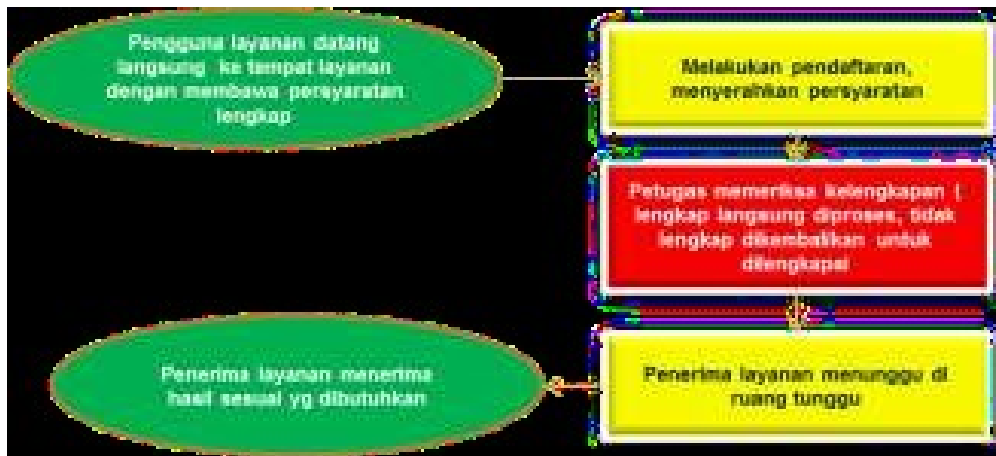 Pengguna layanan datang
langsung ke tempat layanan
dengan membawa persyaratan
lengkap
Melakukan pendaftaran,
menyerahkan persyaratan
Petugas memeriksa kelengkapan (
lengkap langsung diproses, tidak
lengkap dikembalikan untuk
dilengkapai
Penerima layanan menunggu di
ruang tunggu
Penerima layanan menerima
hasil sesuai yg dibutuhkan